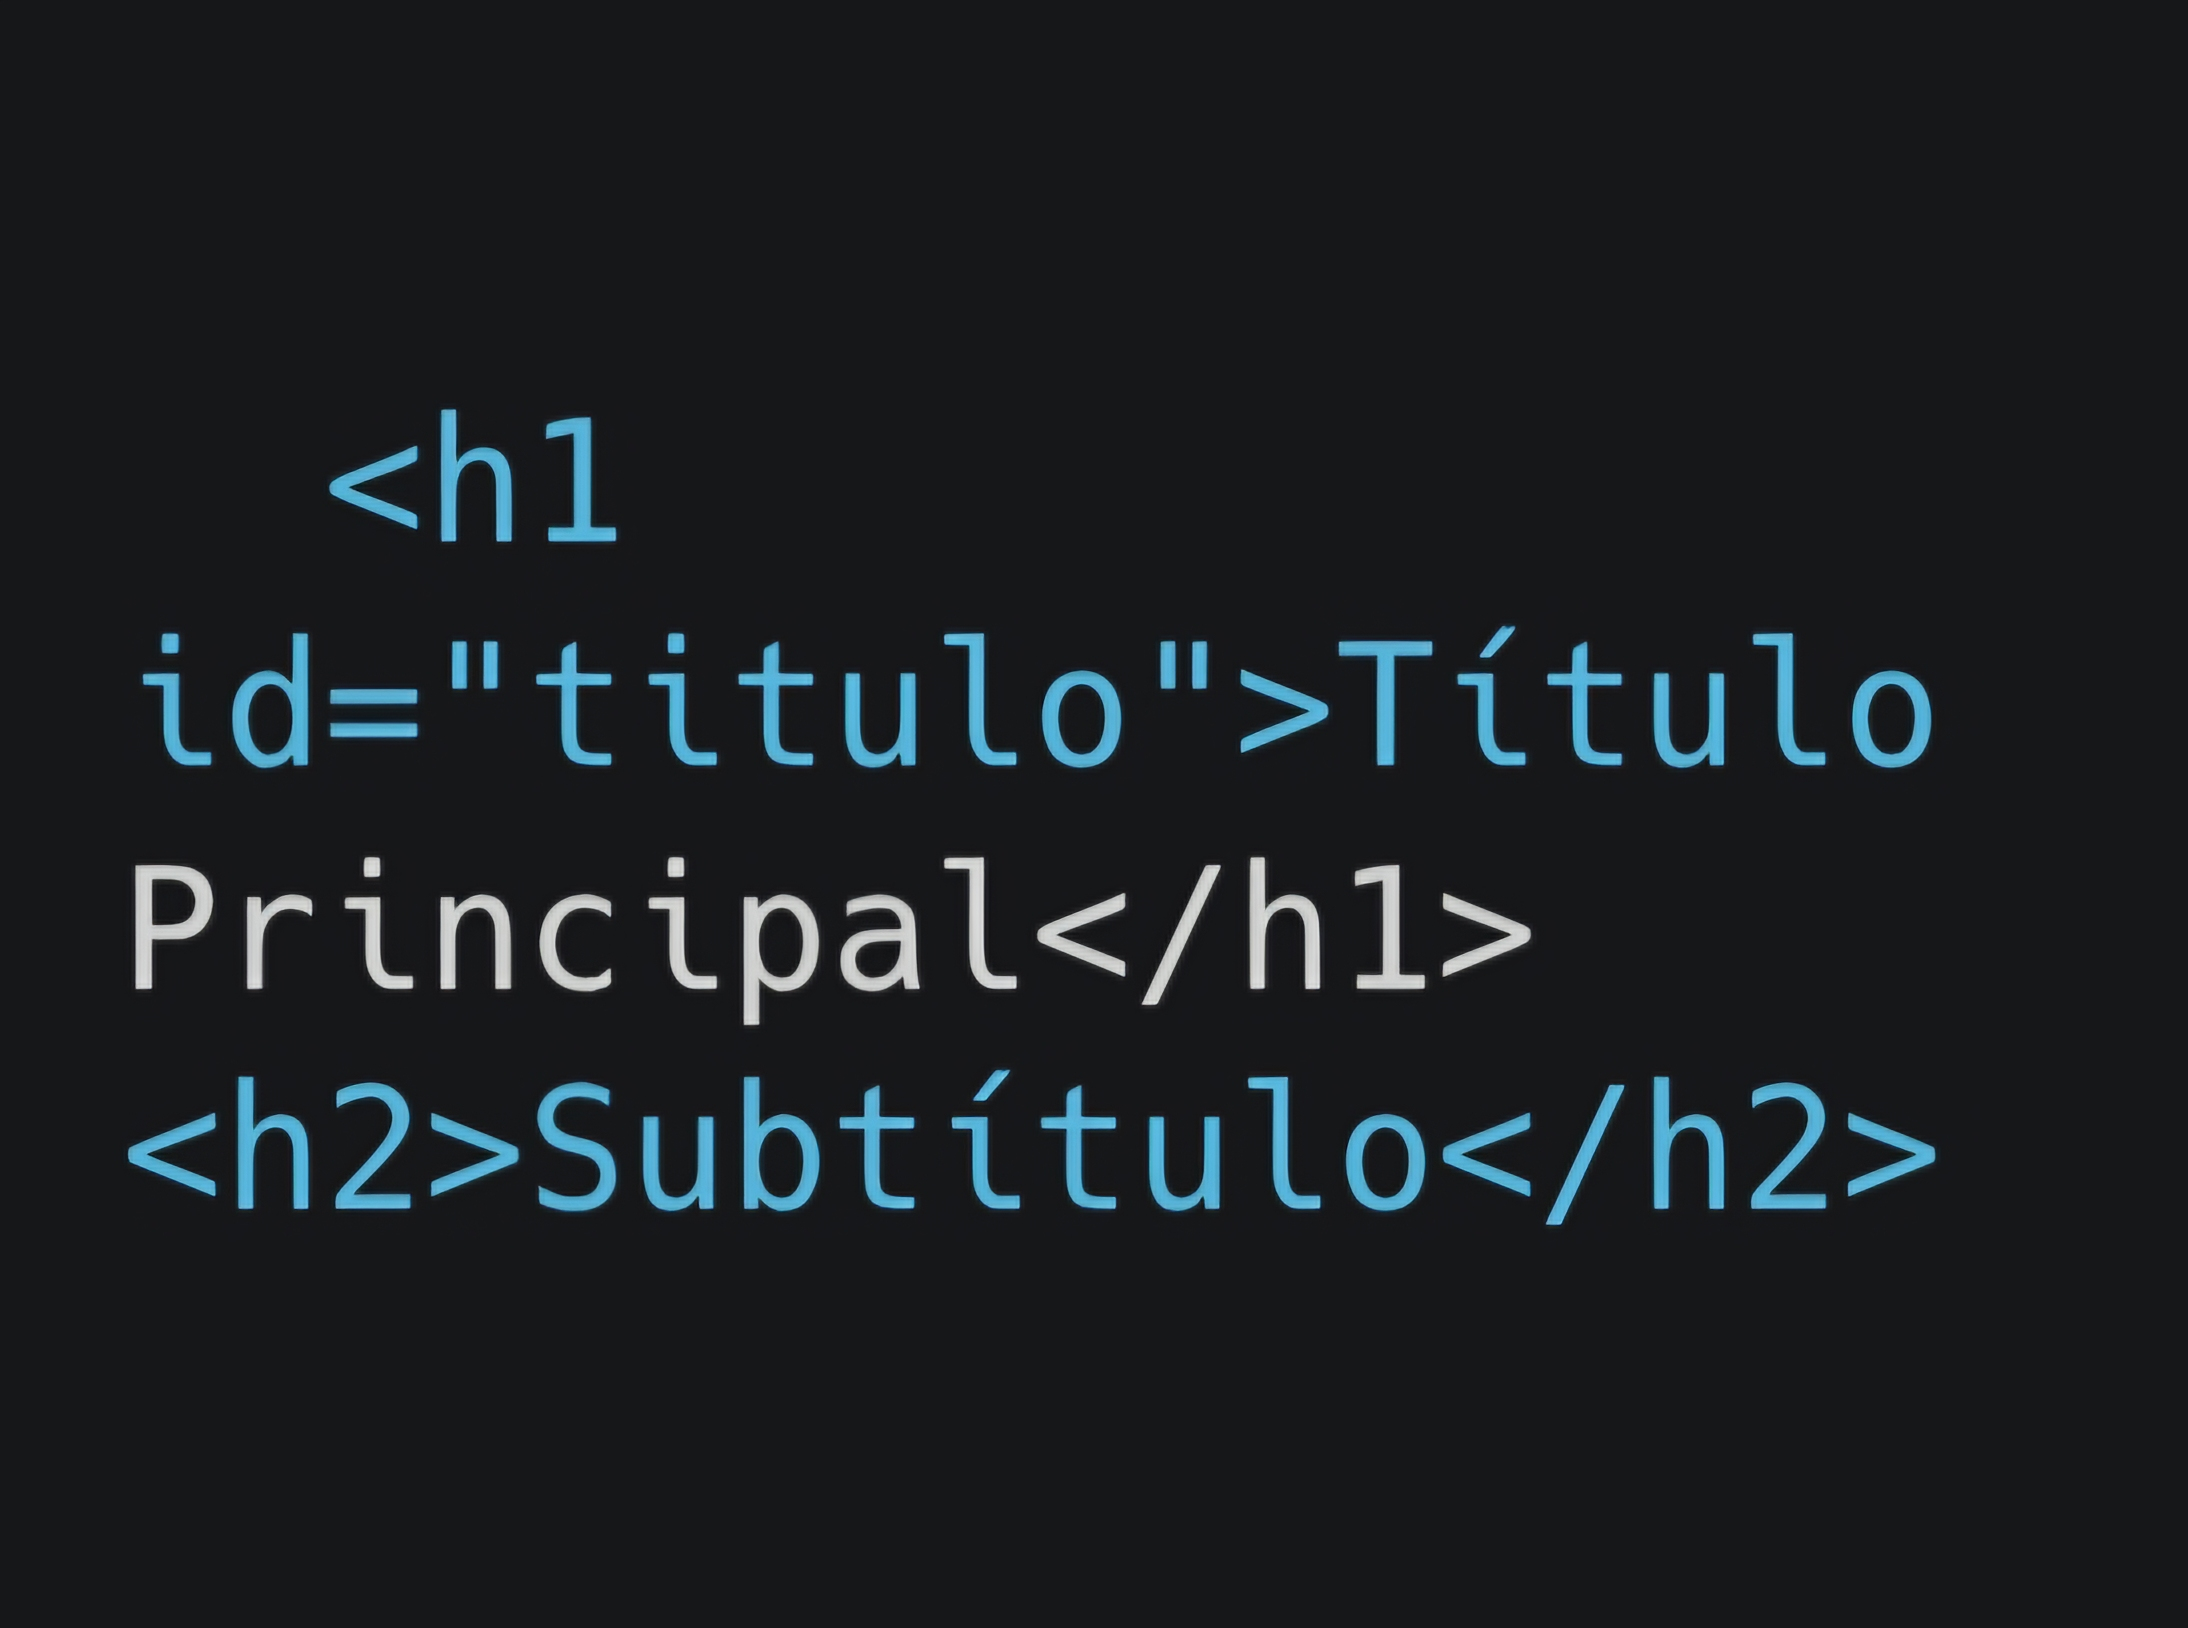 <h1
id="titulo">Título
Principal</h1>
<h2>Subtítulo</h2>